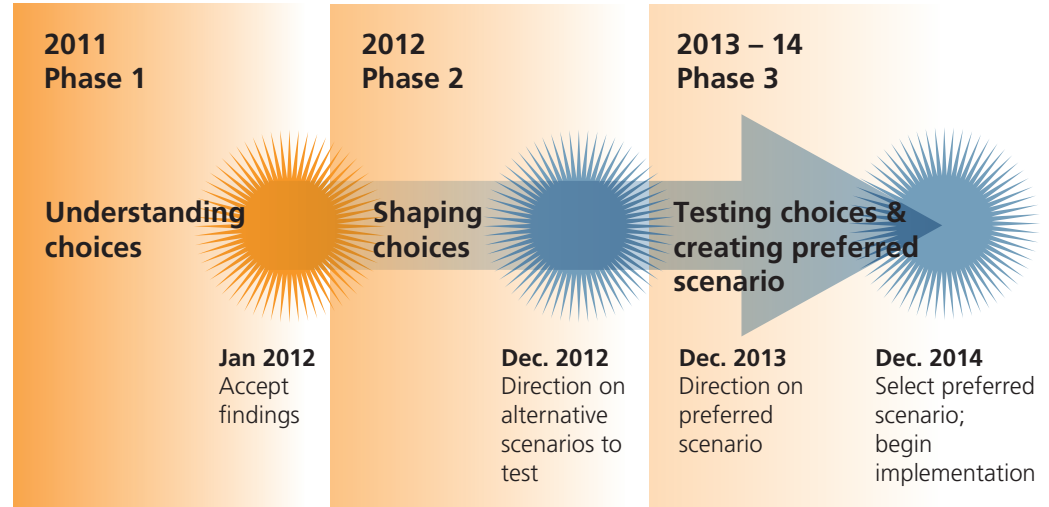 2011
Phase 1
Understanding
choices
Jan 2012
Accept
findings
2012
Phase 2
Shaping
choices
Dec. 2012
Direction on
alternative
scenarios to
test
2013 – 14
Phase 3
Testing choices &
creating preferred
scenario
Dec. 2013
Direction on
preferred
scenario
Dec. 2014
Select preferred
scenario;
begin
implementation